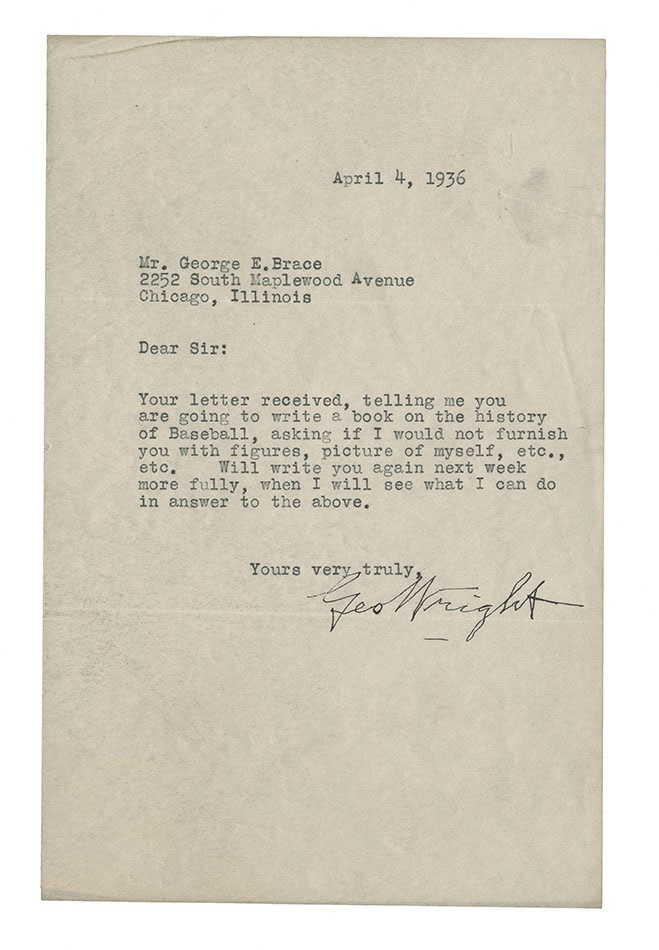 April 4, 1936
Mr. George E.Brace
2252 South Maplewood Avenue
Chicago, Illinois
Dear Sir:
Your letter received, telling me you
are going to write a book on the history
of Baseball, asking if I would not furnish
you with figures, picture of myself, etc.,
etc.   Will write you again next week
more fully, when I will see what I can do
in answer to the above.
Yours very truly,
Geo Wright